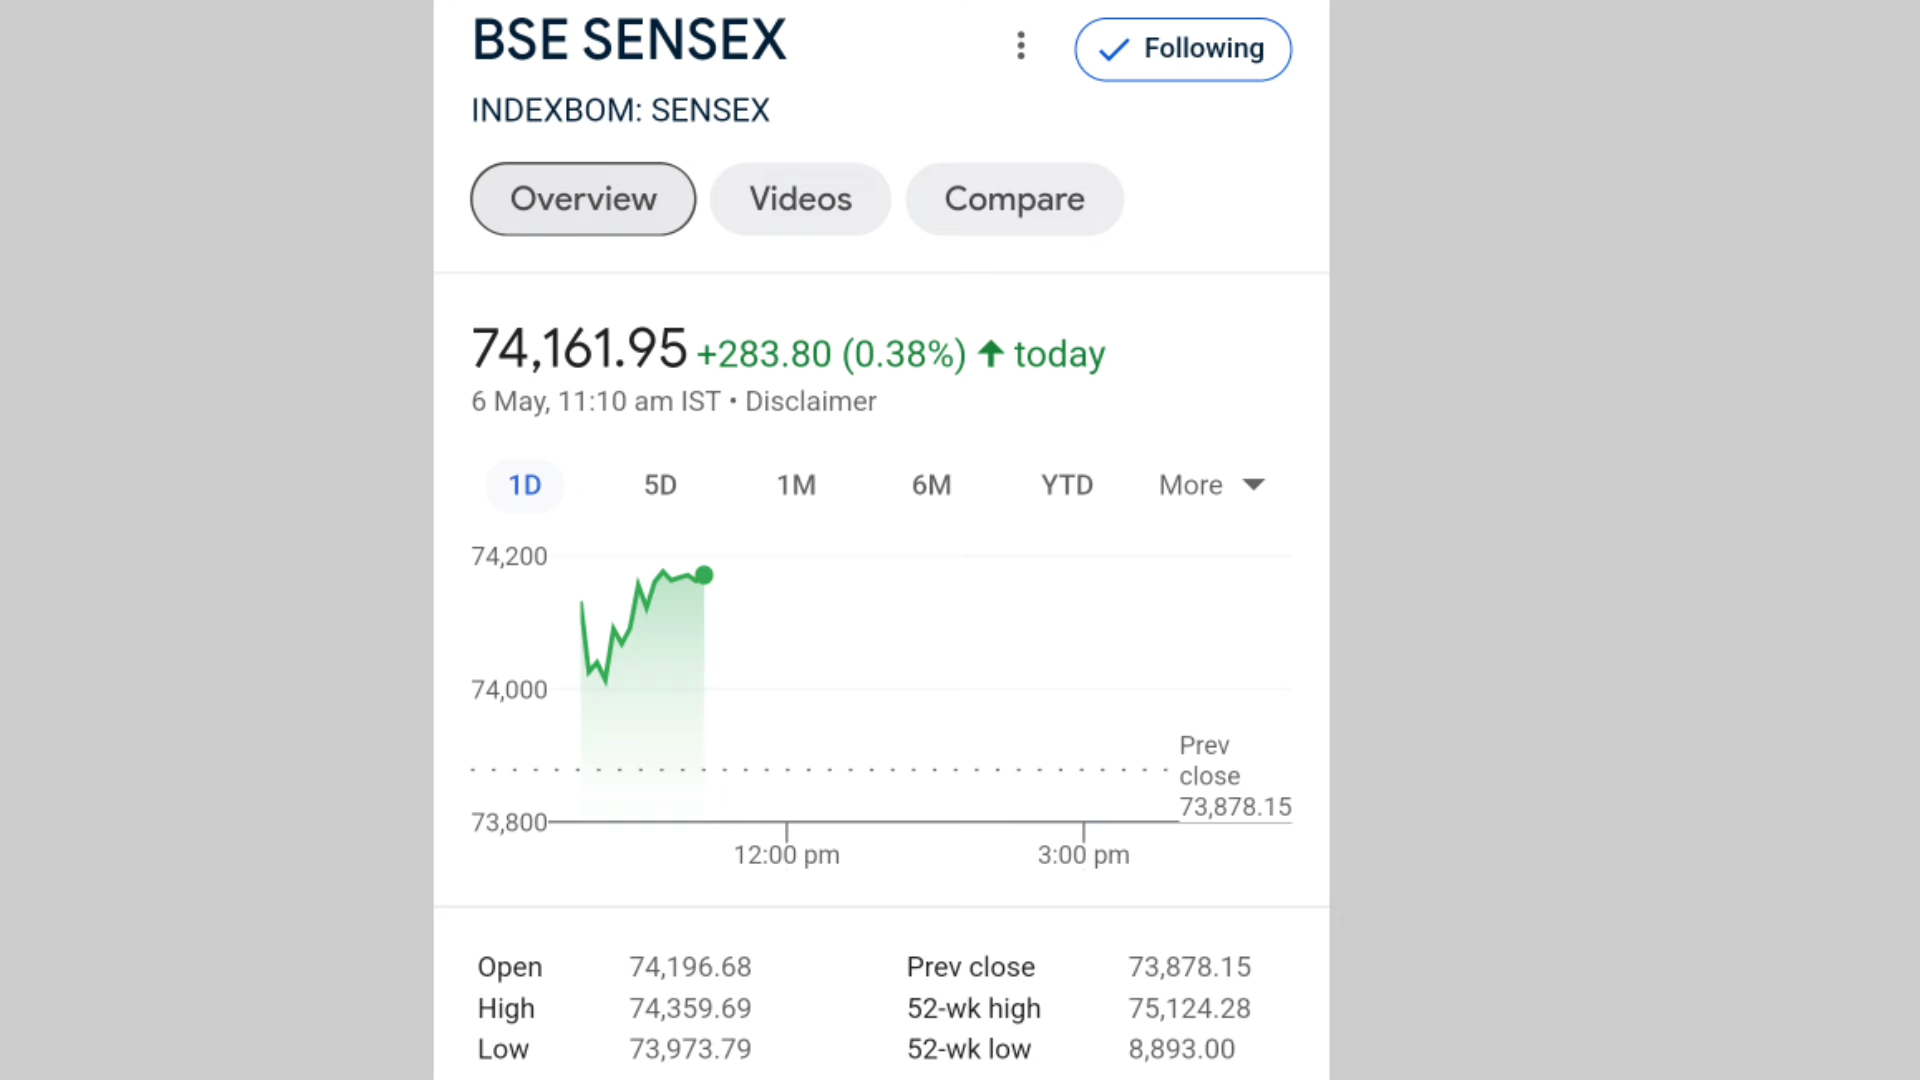 BSE SENSEX
Following
INDEXBOM: SENSEX
Overview Videos Compare
74,161.95 +283.80 (0.38%) ↑ today
6 May, 11:10 am IST • Disclaimer
1D 5D 1M 6M YTD More
74,200
74,000
Prev
close
73,878.15
73,800
12:00 pm 3:00 pm
Open 74,196.68 Prev close 73,878.15
High 74,359.69 52-wk high 75,124.28
Low 73,973.79 52-wk low 8,893.00